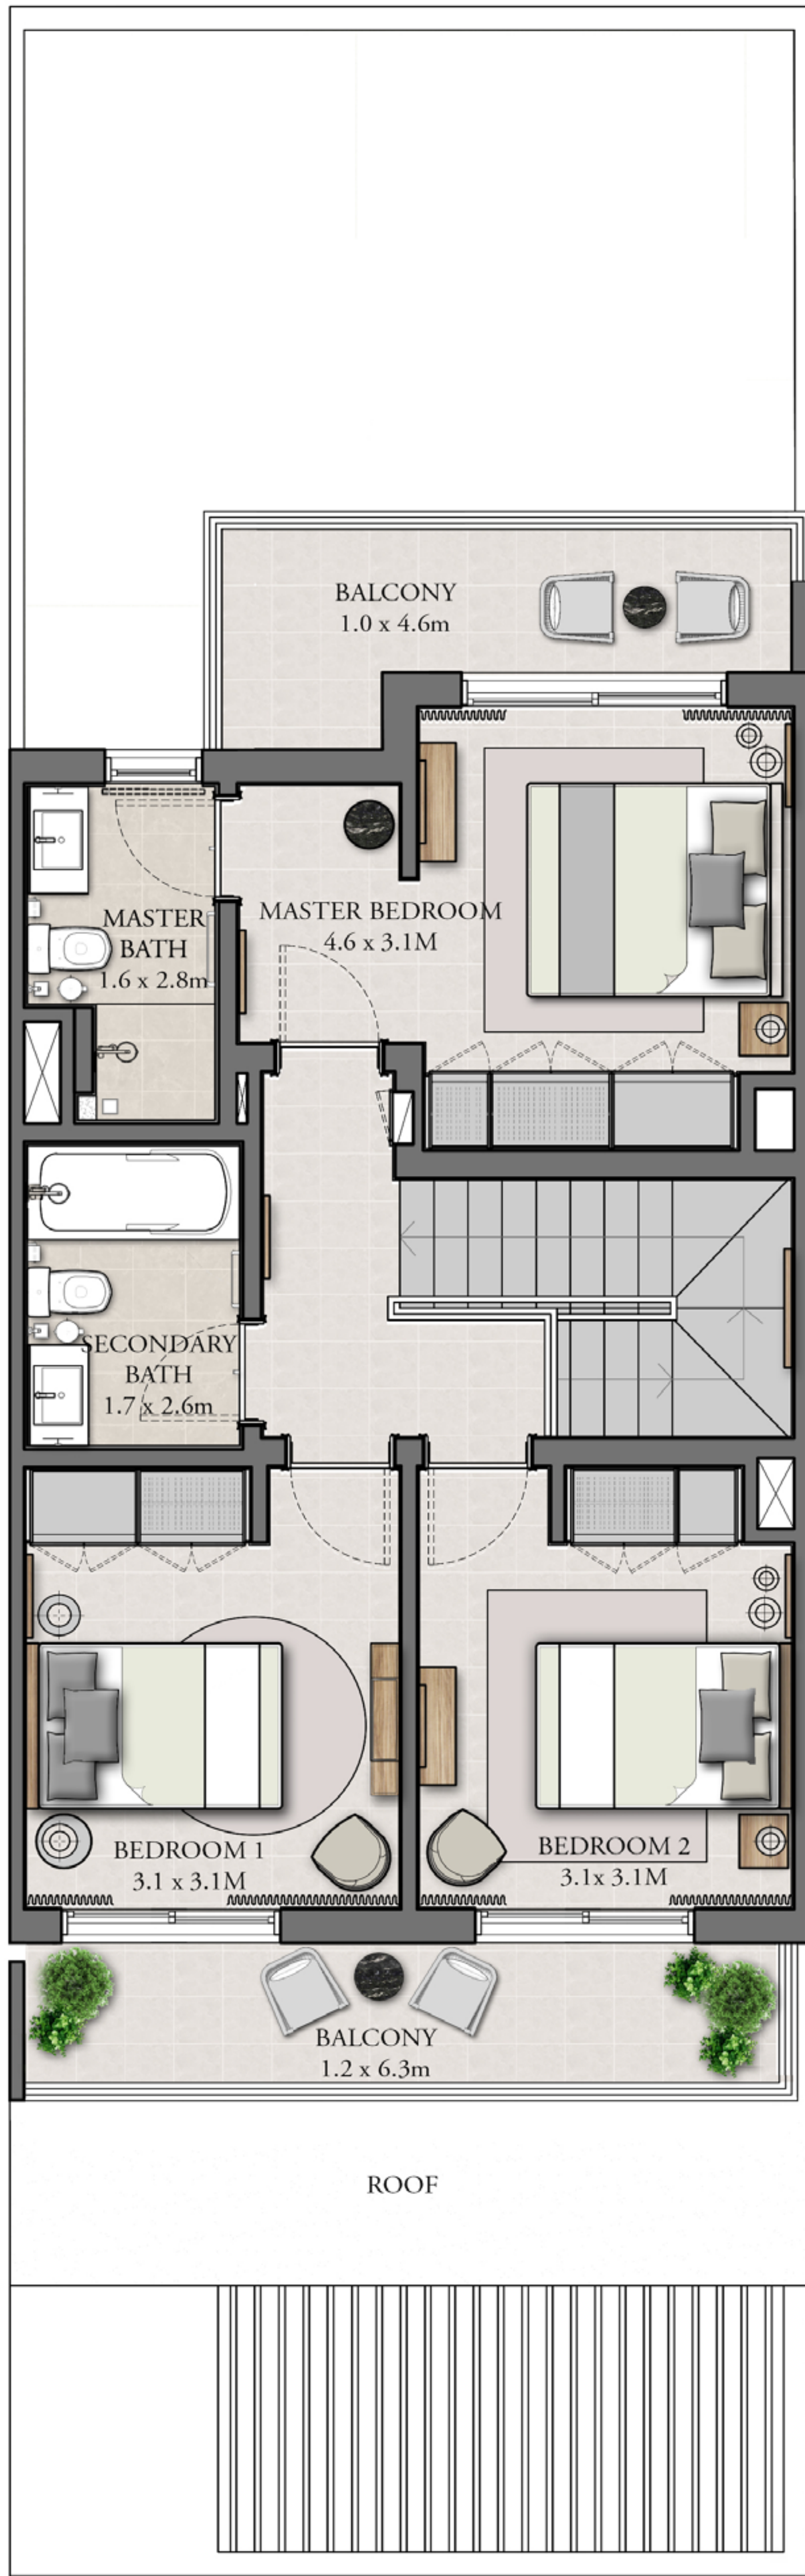 BALCONY
1.0 x 4.6m
MASTER BEDROOM
4.6 x 3.1M
MASTER
BATH
1.6 x 2.8m
SECONDARY
BATH
1.7 x 2.6m
BEDROOM 1
3.1 x 3.1M
BEDROOM 2
3.1x 3.1M
BALCONY
1.2 x 6.3m
ROOF